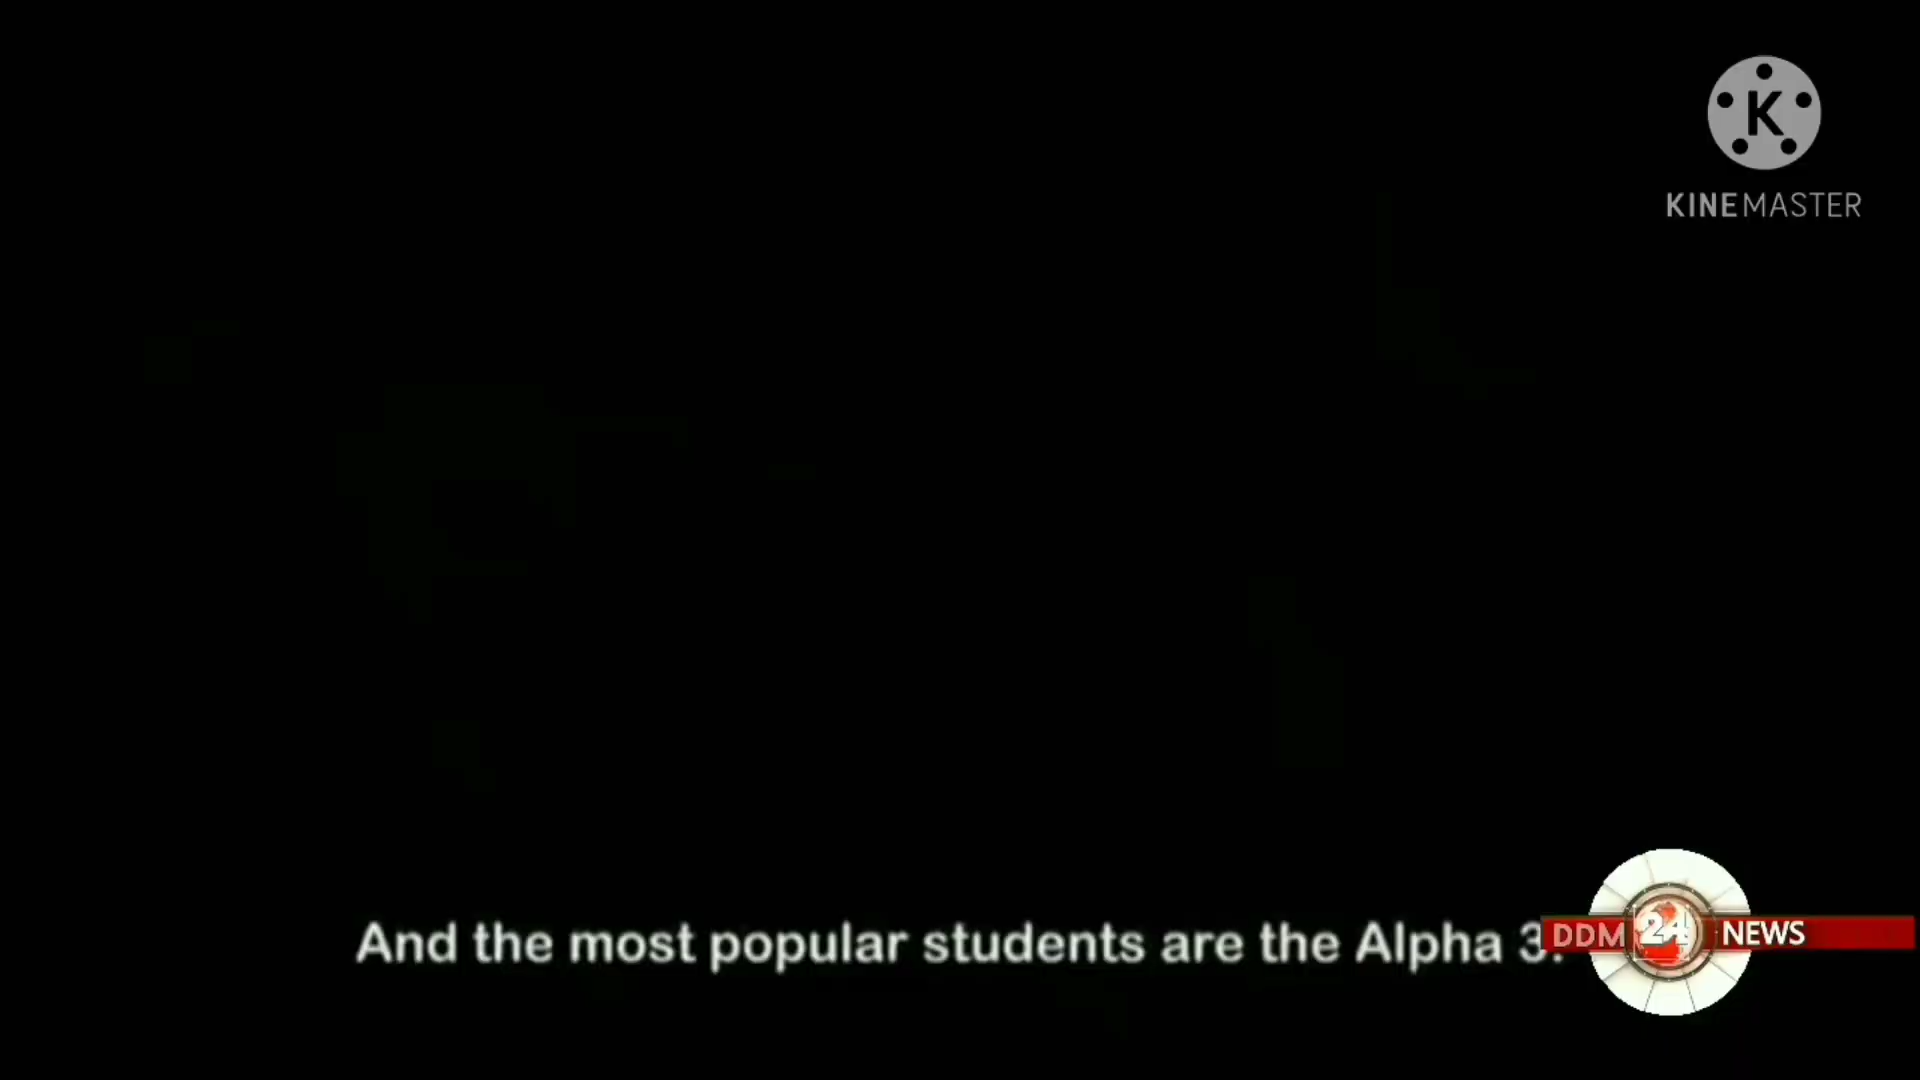 K
KINEMASTER
And the most popular students are the Alpha 3.
DDM 24 NEWS